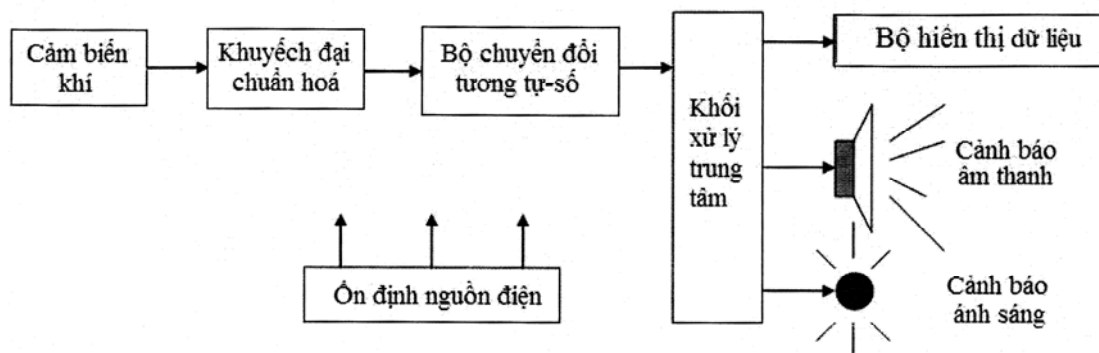 Cảm biến
khí
Khuyếch đại
chuẩn hoá
Bộ chuyển đổi
tương tự-số
Khối
xử lý
trung
tâm
Bộ hiển thị dữ liệu
Cảnh báo
âm thanh
Cảnh báo
ánh sáng
Ổn định nguồn điện